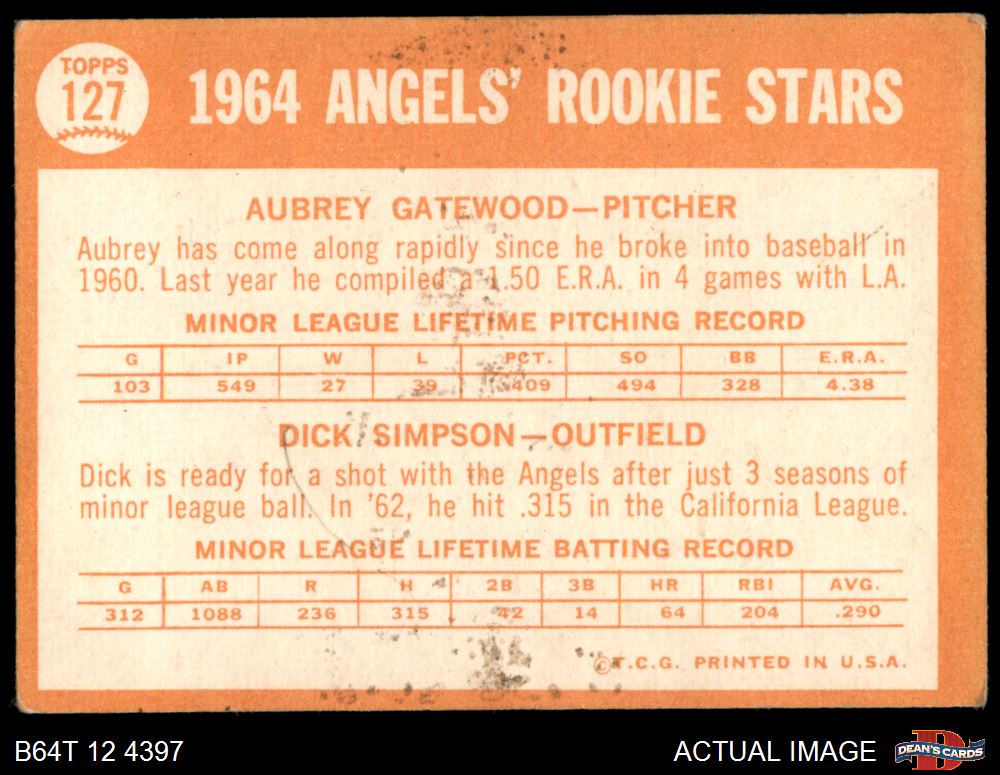 TOPPS
127
1964 ANGELS' ROOKIE STARS
AUBREY GATEWOOD—PITCHER
Aubrey has come along rapidly since he broke into baseball in
1960. Last year he compiled a 1.50 E.R.A. in 4 games with L.A.
MINOR LEAGUE LIFETIME PITCHING RECORD
G IP W L PCT. SO BB E.R.A.
103 549 27 39 .409 494 328 4.38
DICK SIMPSON—OUTFIELD
Dick is ready for a shot with the Angels after just 3 seasons of
minor league ball. In '62, he hit .315 in the California League.
MINOR LEAGUE LIFETIME BATTING RECORD
G AB R H 2B 3B HR RBI AVG.
312 1088 236 315 42 14 64 204 .290
©T.C.G. PRINTED IN U.S.A.
B64T 12 4397
ACTUAL IMAGE
D
DEAN'S CARDS